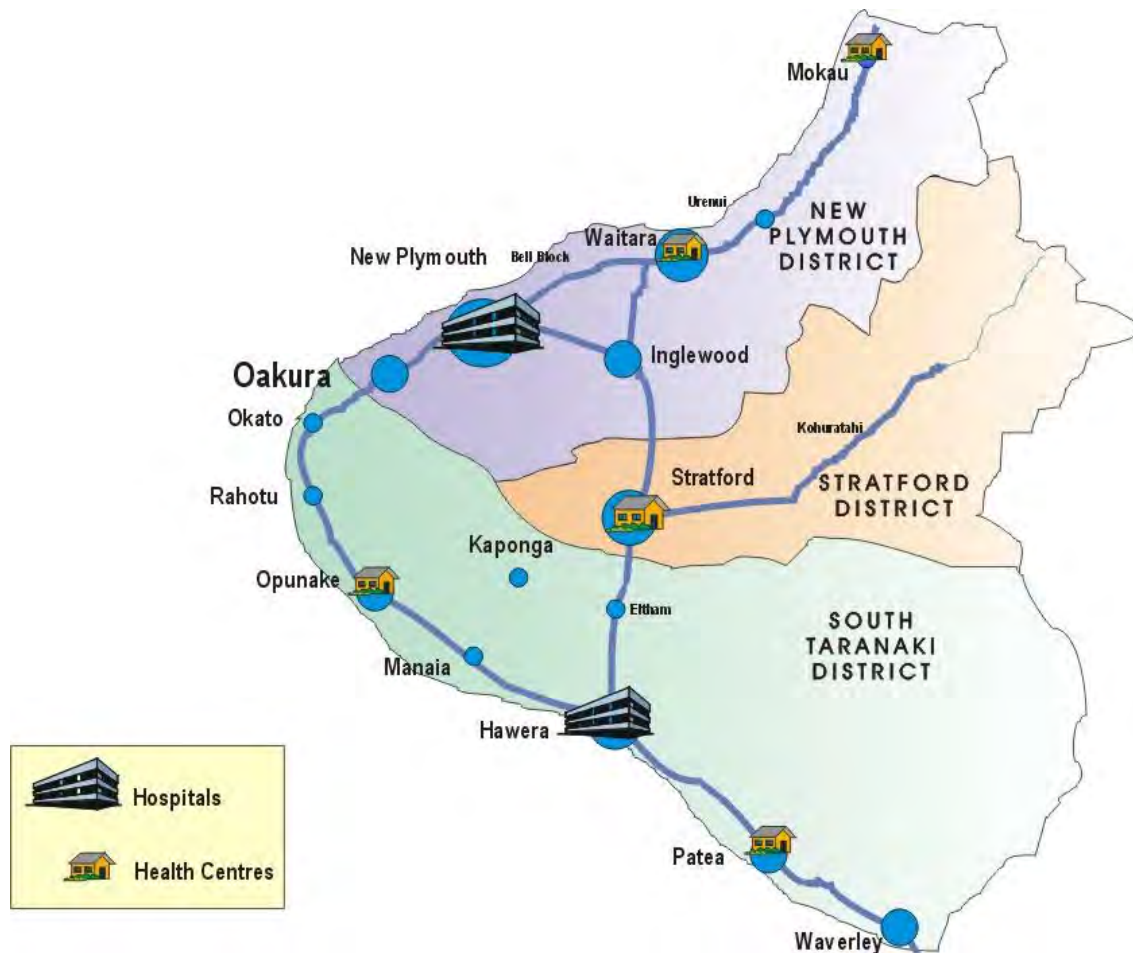 Mokau
Urenui
NEW
PLYMOUTH
DISTRICT
Waitara
Bell Block
New Plymouth
Inglewood
Oakura
Okato
Kohuratahi
Stratford
STRATFORD
DISTRICT
Rahotu
Kaponga
Opunake
Eltham
SOUTH
TARANAKI
DISTRICT
Manaia
Hawera
Hospitals
Health Centres
Patea
Waverley